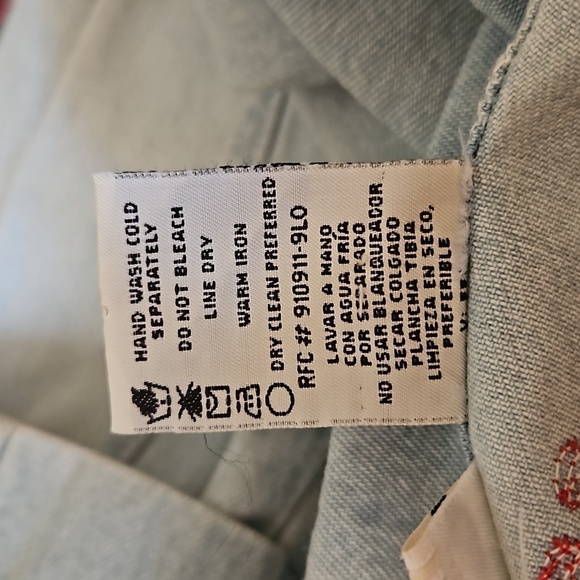 HAND WASH COLD
SEPARATELY
DO NOT BLEACH
LINE DRY
WARM IRON
DRY CLEAN PREFERRED
RFC # 910911-9L0
LAVAR A MANO
CON AGUA FRÍA
POR SEPARADO
NO USAR BLANQUEADOR
SECAR COLGADO
PLANCHA TIBIA
LIMPIEZA EN SECO,
PREFERIBLE